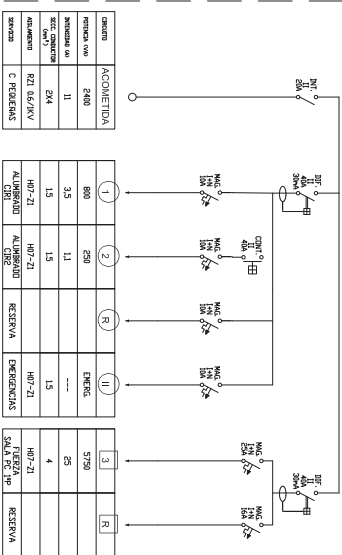 INT.
II
20A
DIF.
II
40A
30mA
DIF.
II
40A
30mA
MAG.
I+N
10A
CONT.
II
40A
MAG.
I+N
10A
MAG.
I+N
10A
MAG.
I+N
10A
MAG.
I+N
25A
MAG.
I+N
16A
CIRCUITO
ACOMETIDA
1
2
R
II
3
R
POTENCIA (VA)
2400
800
250
EMERG.
5750
INTENSIDAD (A)
11
3,5
1,1
---
25
SECC. CONDUCTOR
(mm²)
2X4
1.5
1.5
1.5
4
AISLAMIENTO
RZ1 0.6/1KV
H07-Z1
H07-Z1
H07-Z1
H07-Z1
SERVICIO
C PEQUEÑAS
ALUMBRADO
CIR1
ALUMBRADO
CIR2
RESERVA
EMERGENCIAS
FUERZA
SALA PC 1ªP
RESERVA